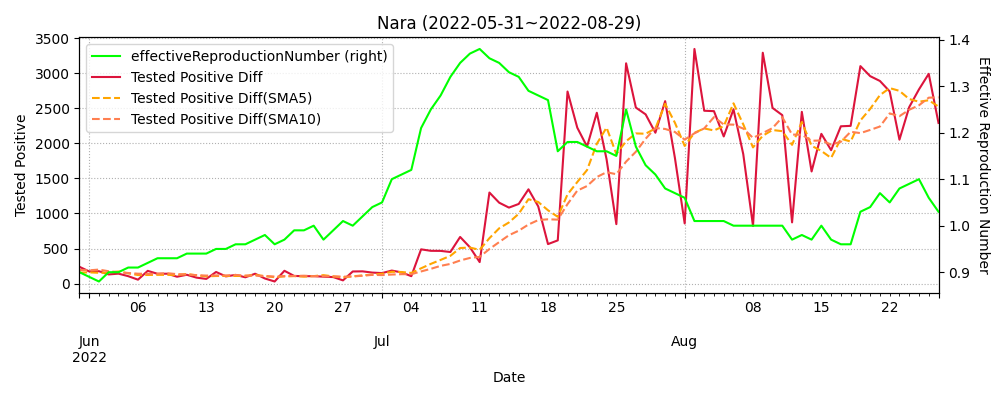 Nara (2022-05-31~2022-08-29)
effectiveReproductionNumber (right)
Tested Positive Diff
Tested Positive Diff(SMA5)
Tested Positive Diff(SMA10)
Tested Positive
3500
3000
2500
2000
1500
1000
500
0
1.4
1.3
1.2
1.1
1.0
0.9
Effective Reproduction Number
06 13 20 27 04 11 18 25 08 15 22
Jun Jul Aug
2022
Date